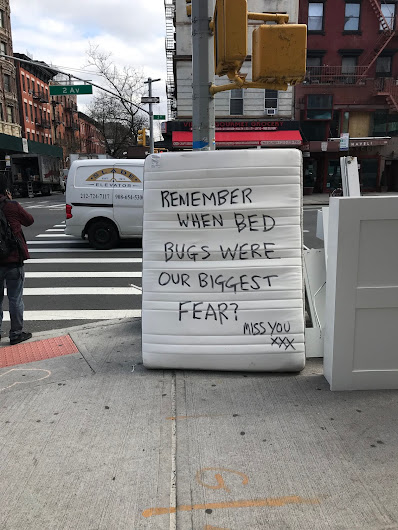 2 Av
ELEVATOR
REMEMBER
WHEN BED
BUGS WERE
OUR BIGGEST
FEAR?
MISS YOU
XXX